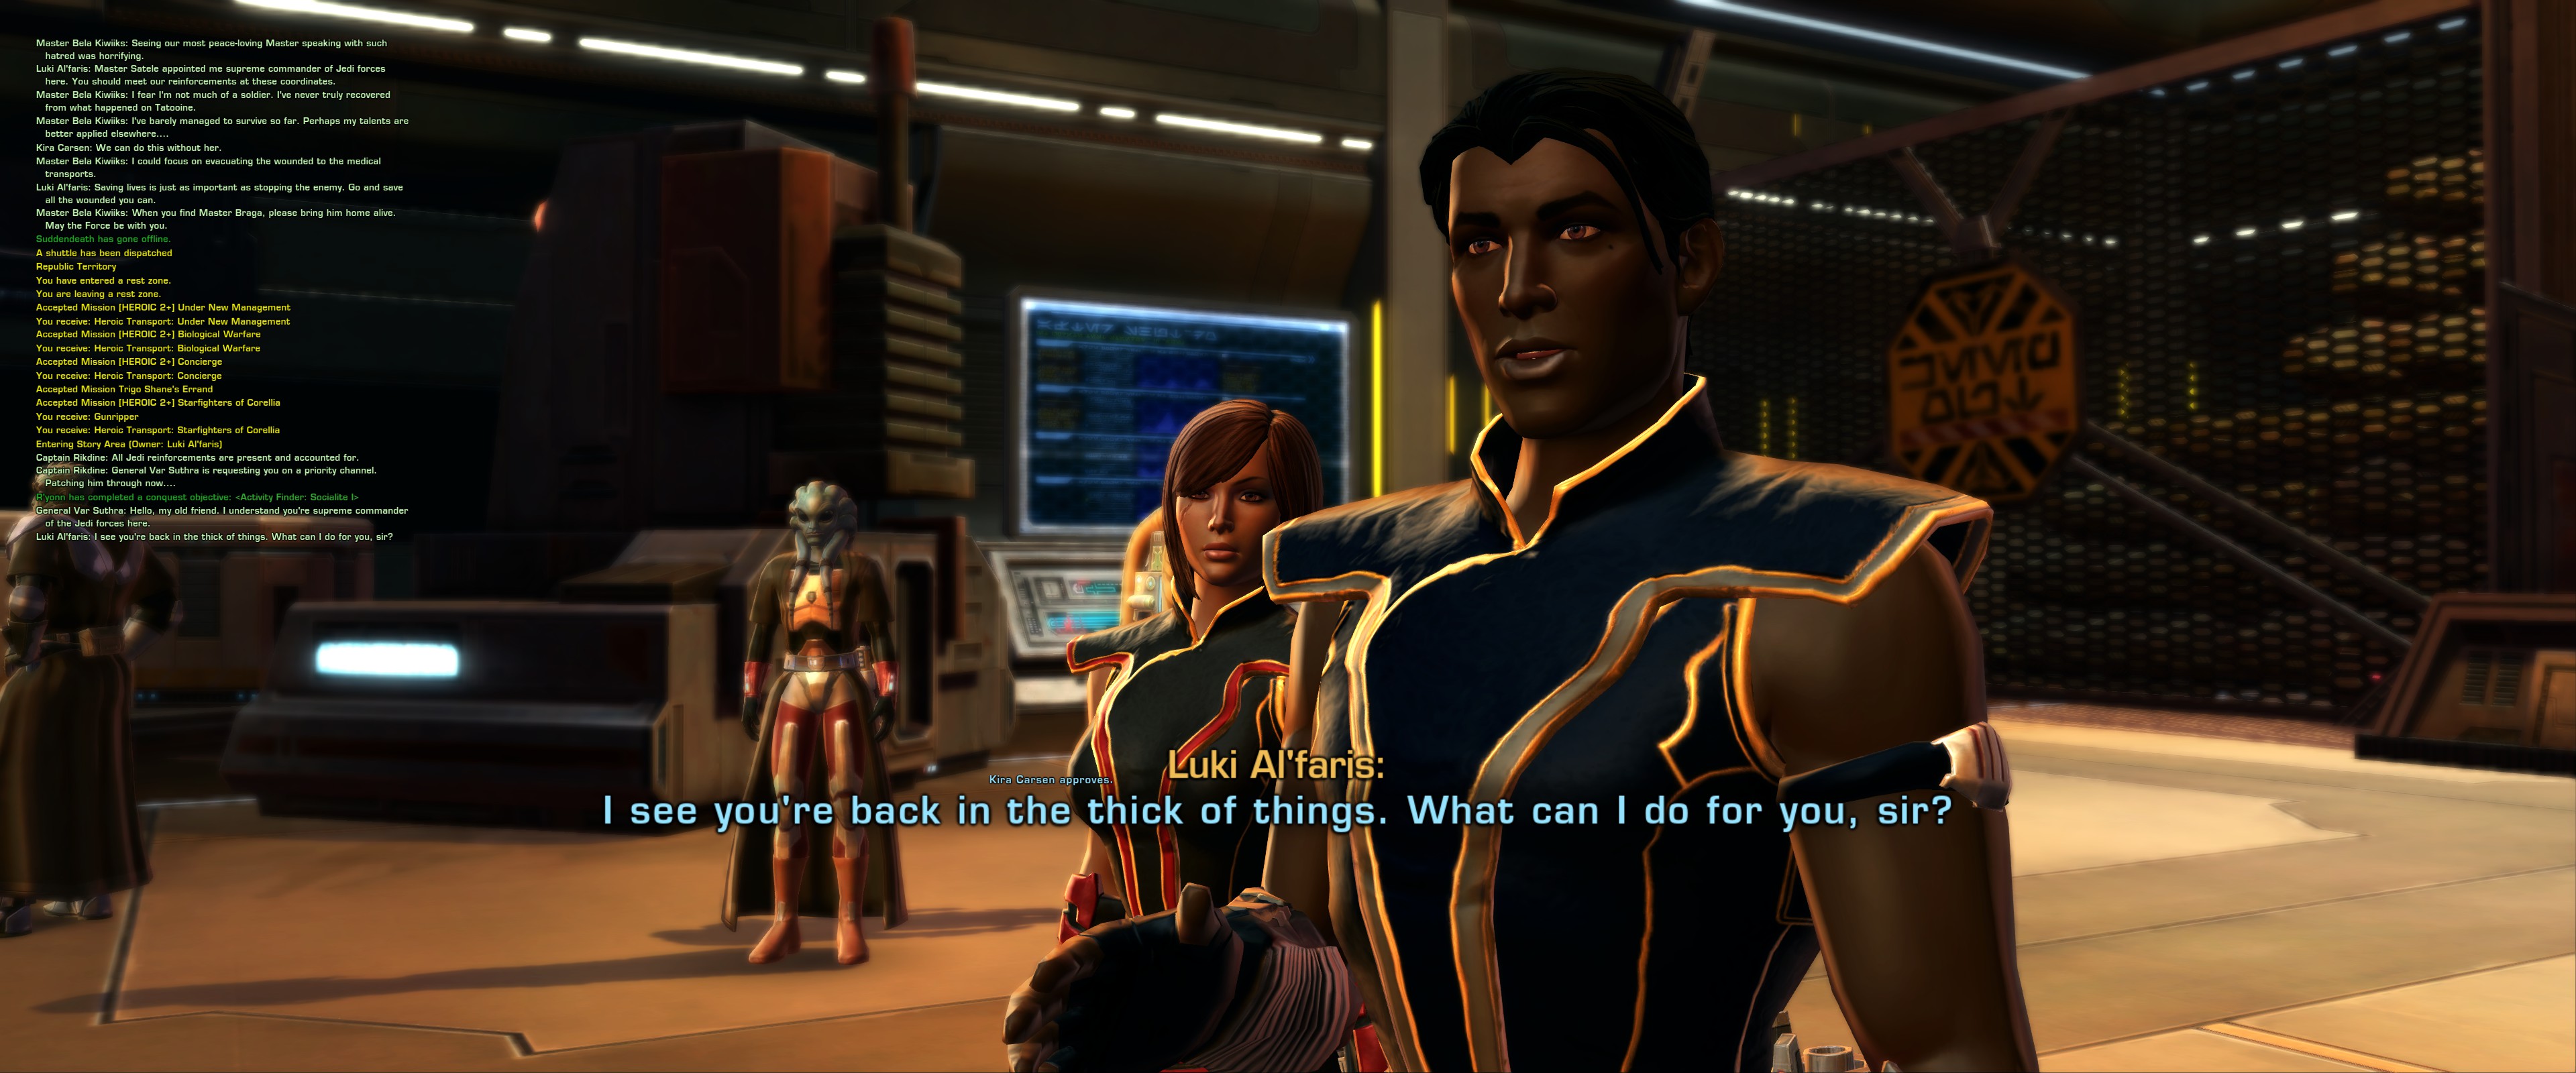 Master Bela Kiwiiks: Seeing our most peace-loving Master speaking with such
hatred was horrifying.
Luki Al'faris: Master Satele appointed me supreme commander of Jedi forces
here. You should meet our reinforcements at these coordinates.
Master Bela Kiwiiks: I fear I'm not much of a soldier. I've never truly recovered
from what happened on Tatooine.
Master Bela Kiwiiks: I've barely managed to survive so far. Perhaps my talents are
better applied elsewhere....
Kira Carsen: We can do this without her.
Master Bela Kiwiiks: I could focus on evacuating the wounded to the medical
transports.
Luki Al'faris: Saving lives is just as important as stopping the enemy. Go and save
all the wounded you can.
Master Bela Kiwiiks: When you find Master Braga, please bring him home alive.
May the Force be with you.
Suddendeath has gone offline.
A shuttle has been dispatched
Republic Territory
You have entered a rest zone.
You are leaving a rest zone.
Accepted Mission [HEROIC 2+] Under New Management
You receive: Heroic Transport: Under New Management
Accepted Mission [HEROIC 2+] Biological Warfare
You receive: Heroic Transport: Biological Warfare
Accepted Mission [HEROIC 2+] Concierge
You receive: Heroic Transport: Concierge
Accepted Mission Trigo Shane's Errand
Accepted Mission [HEROIC 2+] Starfighters of Corellia
You receive: Gunripper
You receive: Heroic Transport: Starfighters of Corellia
Entering Story Area (Owner: Luki Al'faris)
Captain Rikdine: All Jedi reinforcements are present and accounted for.
Captain Rikdine: General Var Suthra is requesting you on a priority channel.
Patching him through now....
R'yonn has completed a conquest objective: <Activity Finder: Socialite I>
General Var Suthra: Hello, my old friend. I understand you're supreme commander
of the Jedi forces here.
Luki Al'faris: I see you're back in the thick of things. What can I do for you, sir?
Luki Al'faris:
Kira Carsen approves.
I see you're back in the thick of things. What can I do for you, sir?